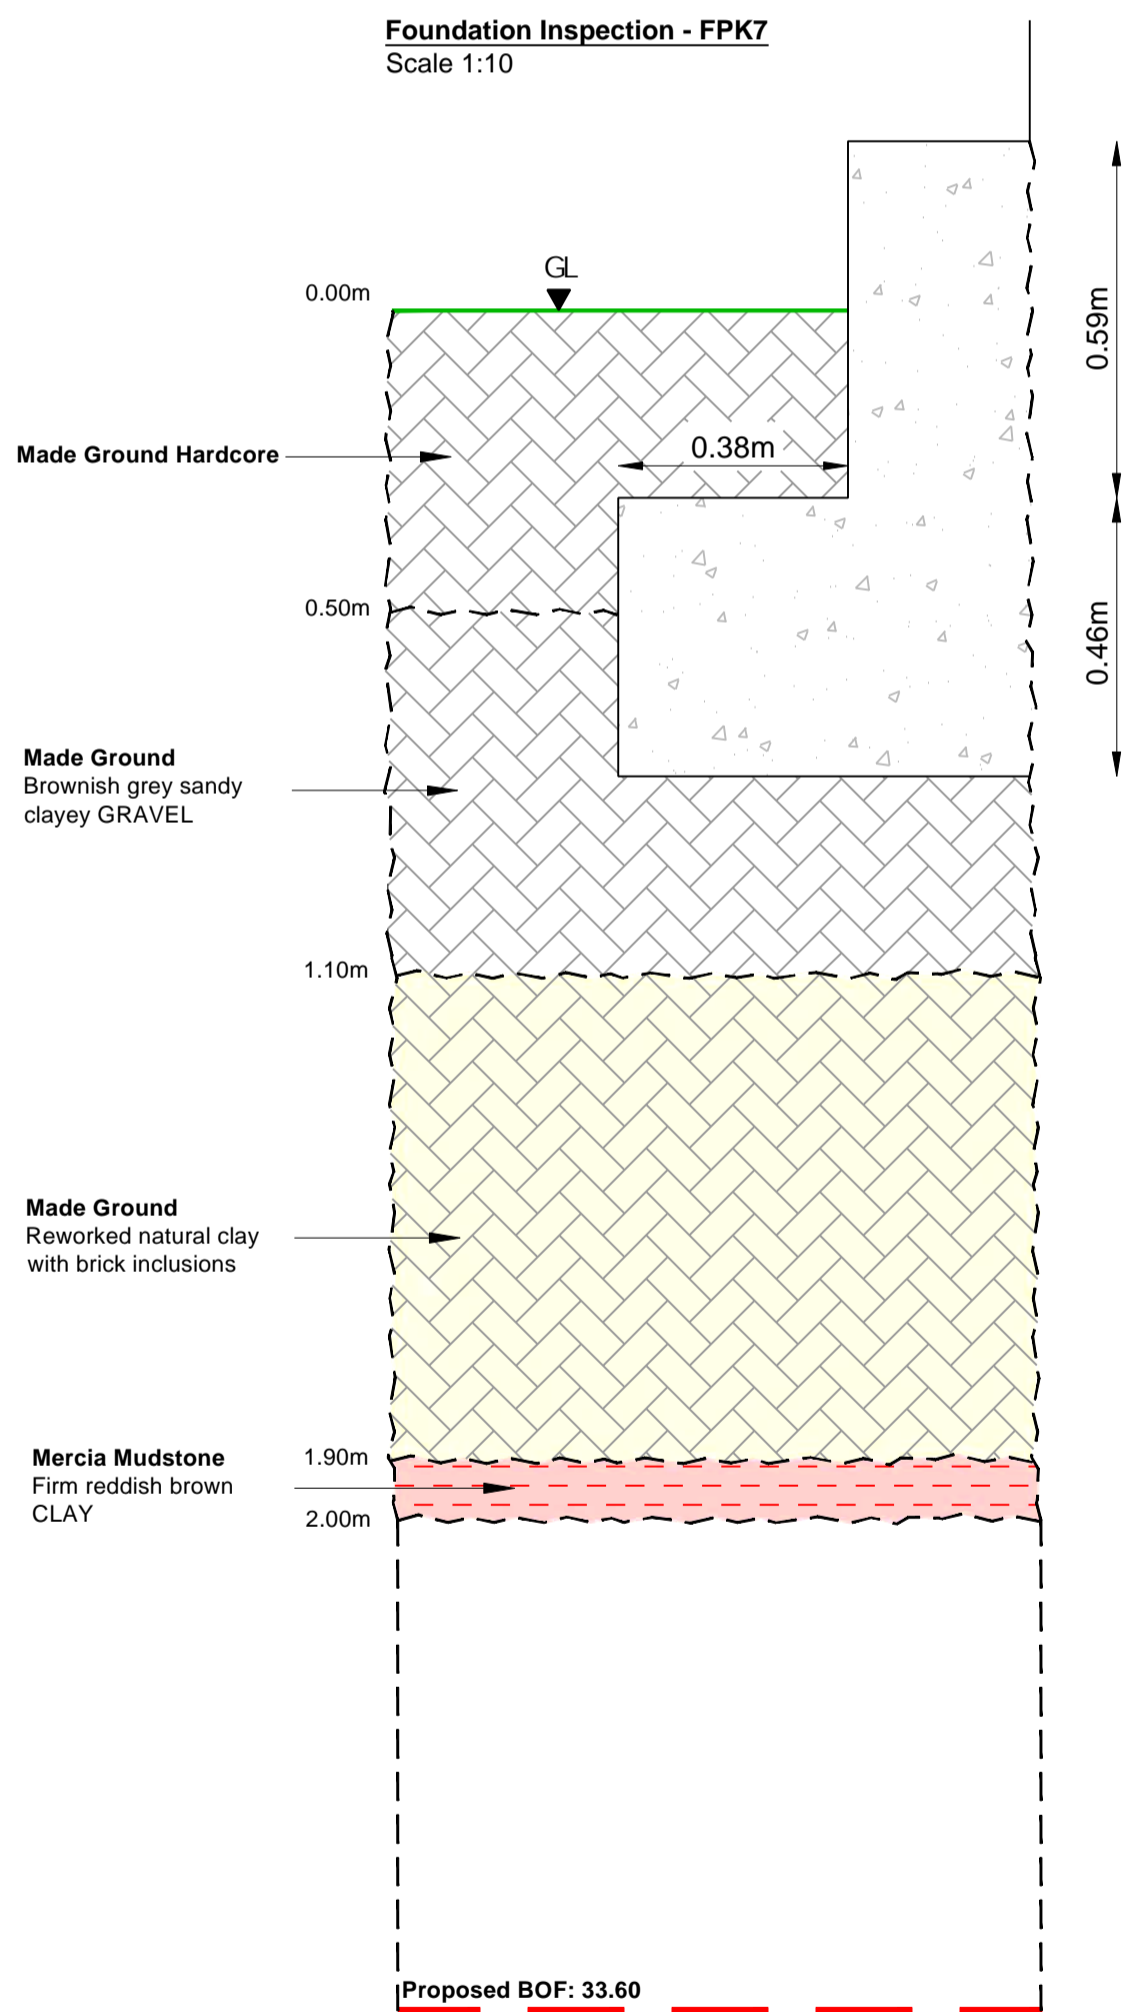 Foundation Inspection - FPK7
Scale 1:10
GL
0.00m
0.59m
Made Ground Hardcore
0.38m
0.50m
0.46m
Made Ground
Brownish grey sandy
clayey GRAVEL
1.10m
Made Ground
Reworked natural clay
with brick inclusions
Mercia Mudstone
Firm reddish brown
CLAY
1.90m
2.00m
Proposed BOF: 33.60